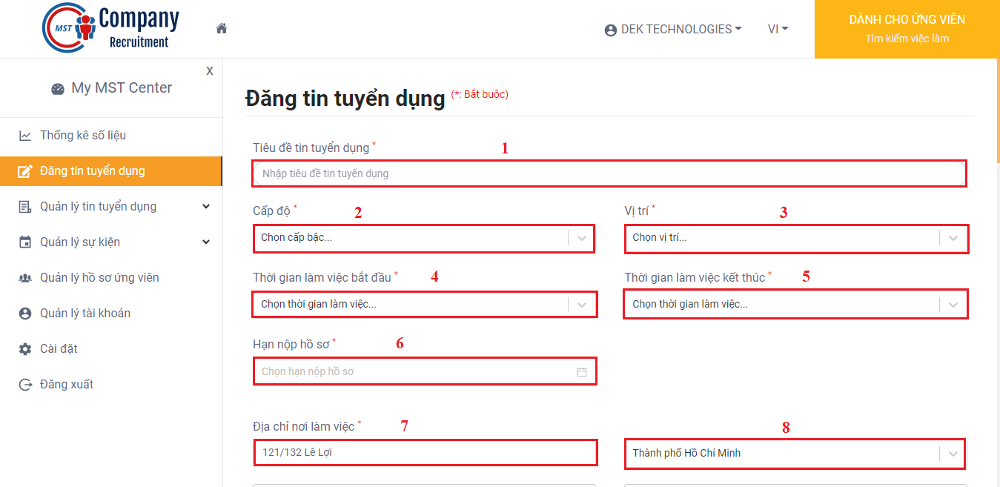 MST Company
Recruitment
DEK TECHNOLOGIES
VI
DÀNH CHO ỨNG VIÊN
Tìm kiếm việc làm
X
My MST Center
Thống kê số liệu
Đăng tin tuyển dụng
Quản lý tin tuyển dụng
Quản lý sự kiện
Quản lý hồ sơ ứng viên
Quản lý tài khoản
Cài đặt
Đăng xuất
Đăng tin tuyển dụng (*: Bắt buộc)
Tiêu đề tin tuyển dụng * 1
Nhập tiêu đề tin tuyển dụng
Cấp độ * 2
Chọn cấp bậc...
Vị trí * 3
Chọn vị trí...
Thời gian làm việc bắt đầu * 4
Chọn thời gian làm việc...
Thời gian làm việc kết thúc * 5
Chọn thời gian làm việc...
Hạn nộp hồ sơ * 6
Chọn hạn nộp hồ sơ
Địa chỉ nơi làm việc * 7
121/132 Lê Lợi
8
Thành phố Hồ Chí Minh